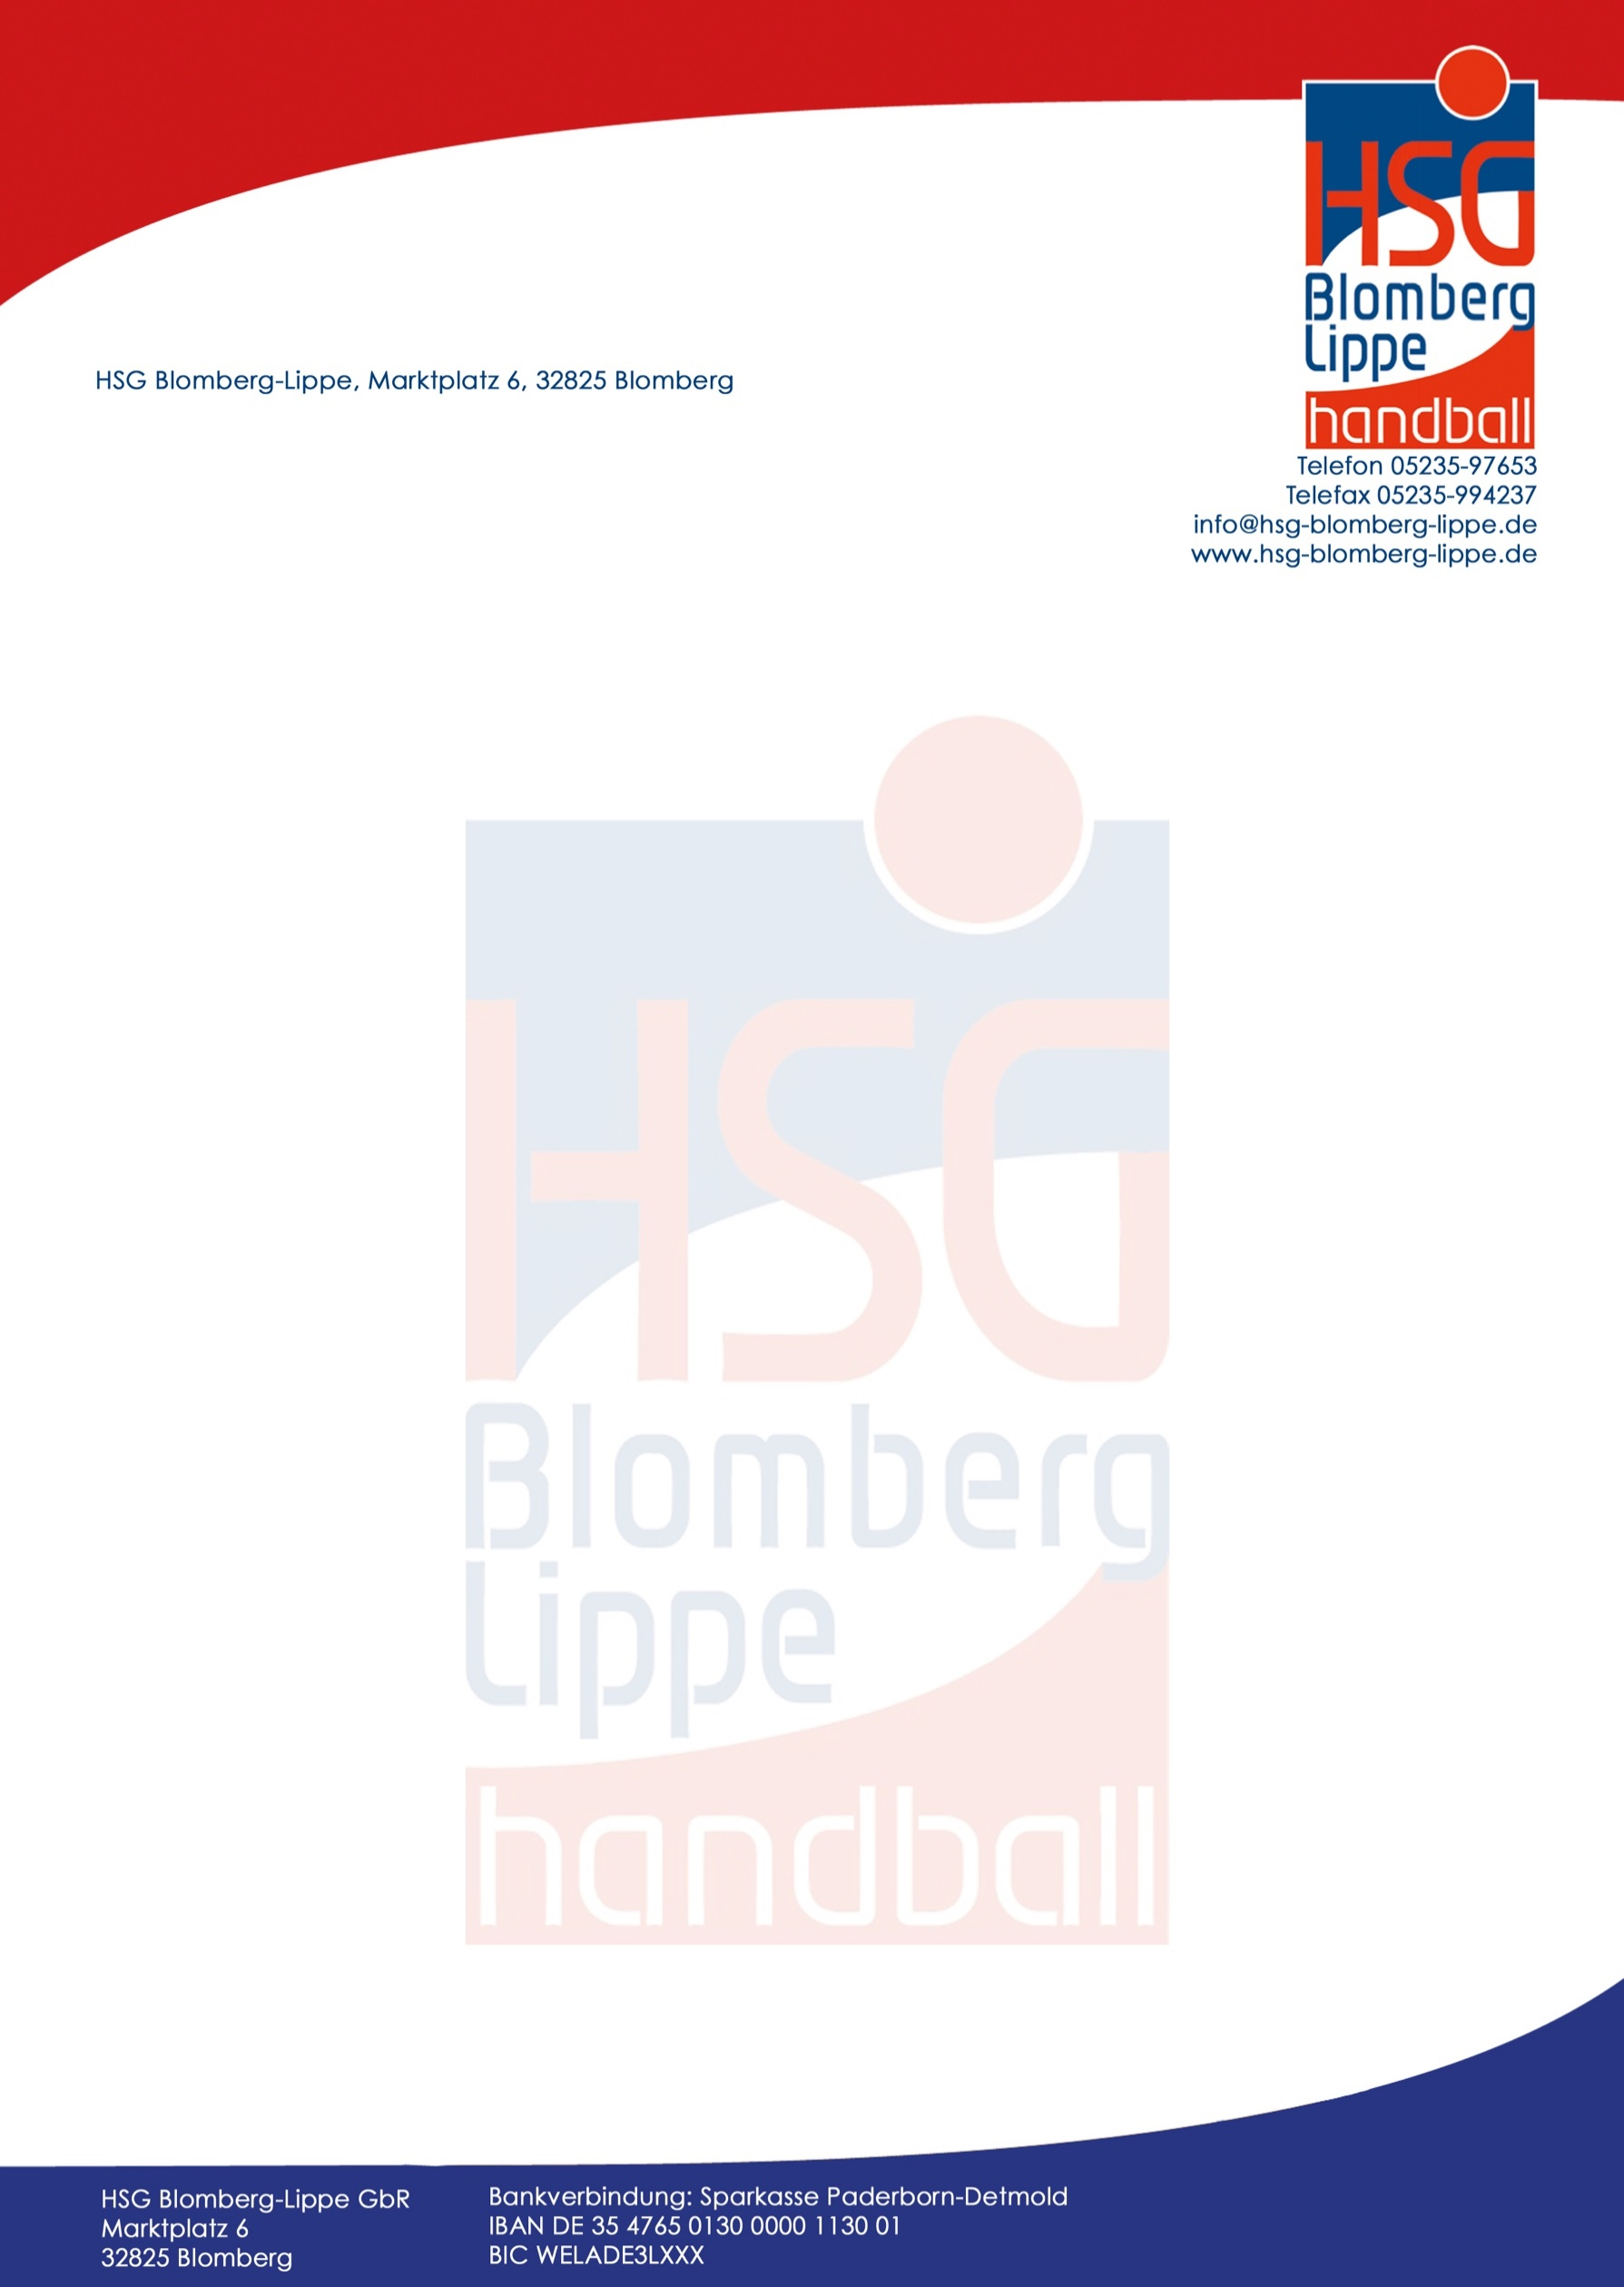 HSG
Blomberg
Lippe
handball
HSG Blomberg-Lippe, Marktplatz 6, 32825 Blomberg
Telefon 05235-97653
Telefax 05235-994237
info@hsg-blomberg-lippe.de
www.hsg-blomberg-lippe.de
HSG
Blomberg
Lippe
handball
HSG Blomberg-Lippe GbR
Marktplatz 6
32825 Blomberg
Bankverbindung: Sparkasse Paderborn-Detmold
IBAN DE 35 4765 0130 0000 1130 01
BIC WELADE3LXXX